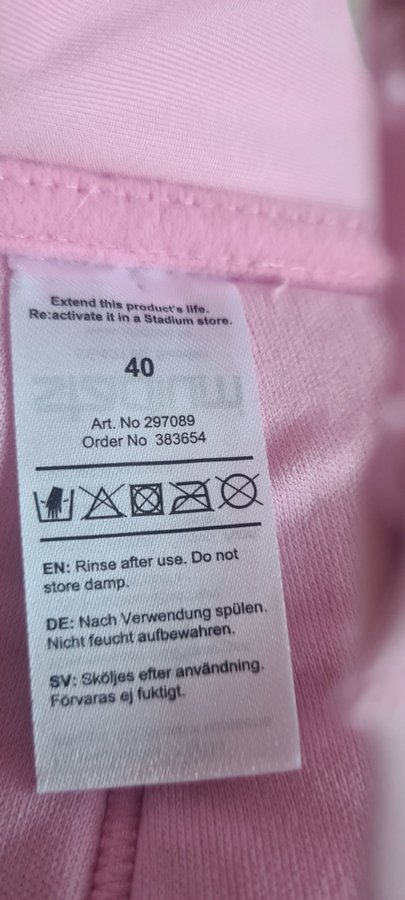 Extend this product's life.
Re:activate it in a Stadium store.
40
Art. No 297089
Order No 383654
EN: Rinse after use. Do not
store damp.
DE: Nach Verwendung spülen.
Nicht feucht aufbewahren.
SV: Sköljes efter användning.
Förvaras ej fuktigt.